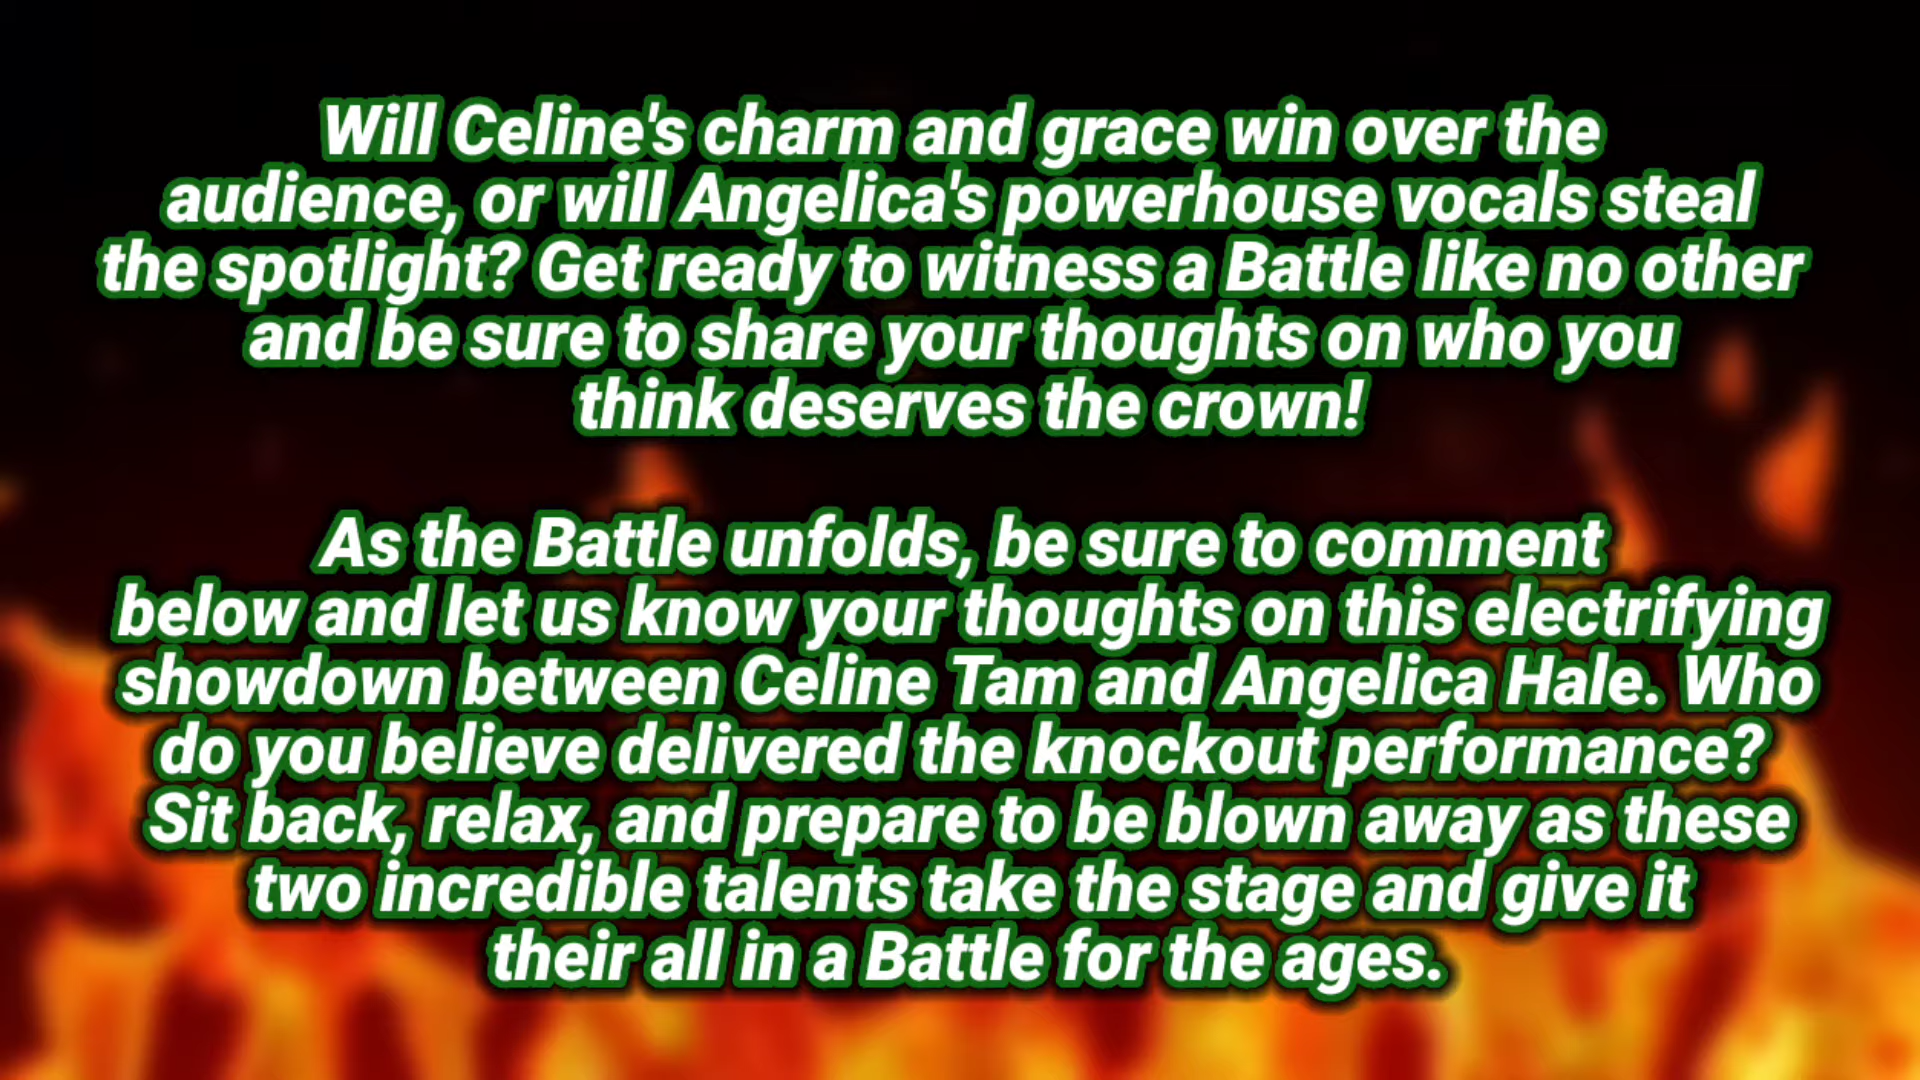 Will Celine's charm and grace win over the
audience, or will Angelica's powerhouse vocals steal
the spotlight? Get ready to witness a Battle like no other
and be sure to share your thoughts on who you
think deserves the crown!
As the Battle unfolds, be sure to comment
below and let us know your thoughts on this electrifying
showdown between Celine Tam and Angelica Hale. Who
do you believe delivered the knockout performance?
Sit back, relax, and prepare to be blown away as these
two incredible talents take the stage and give it
their all in a Battle for the ages.